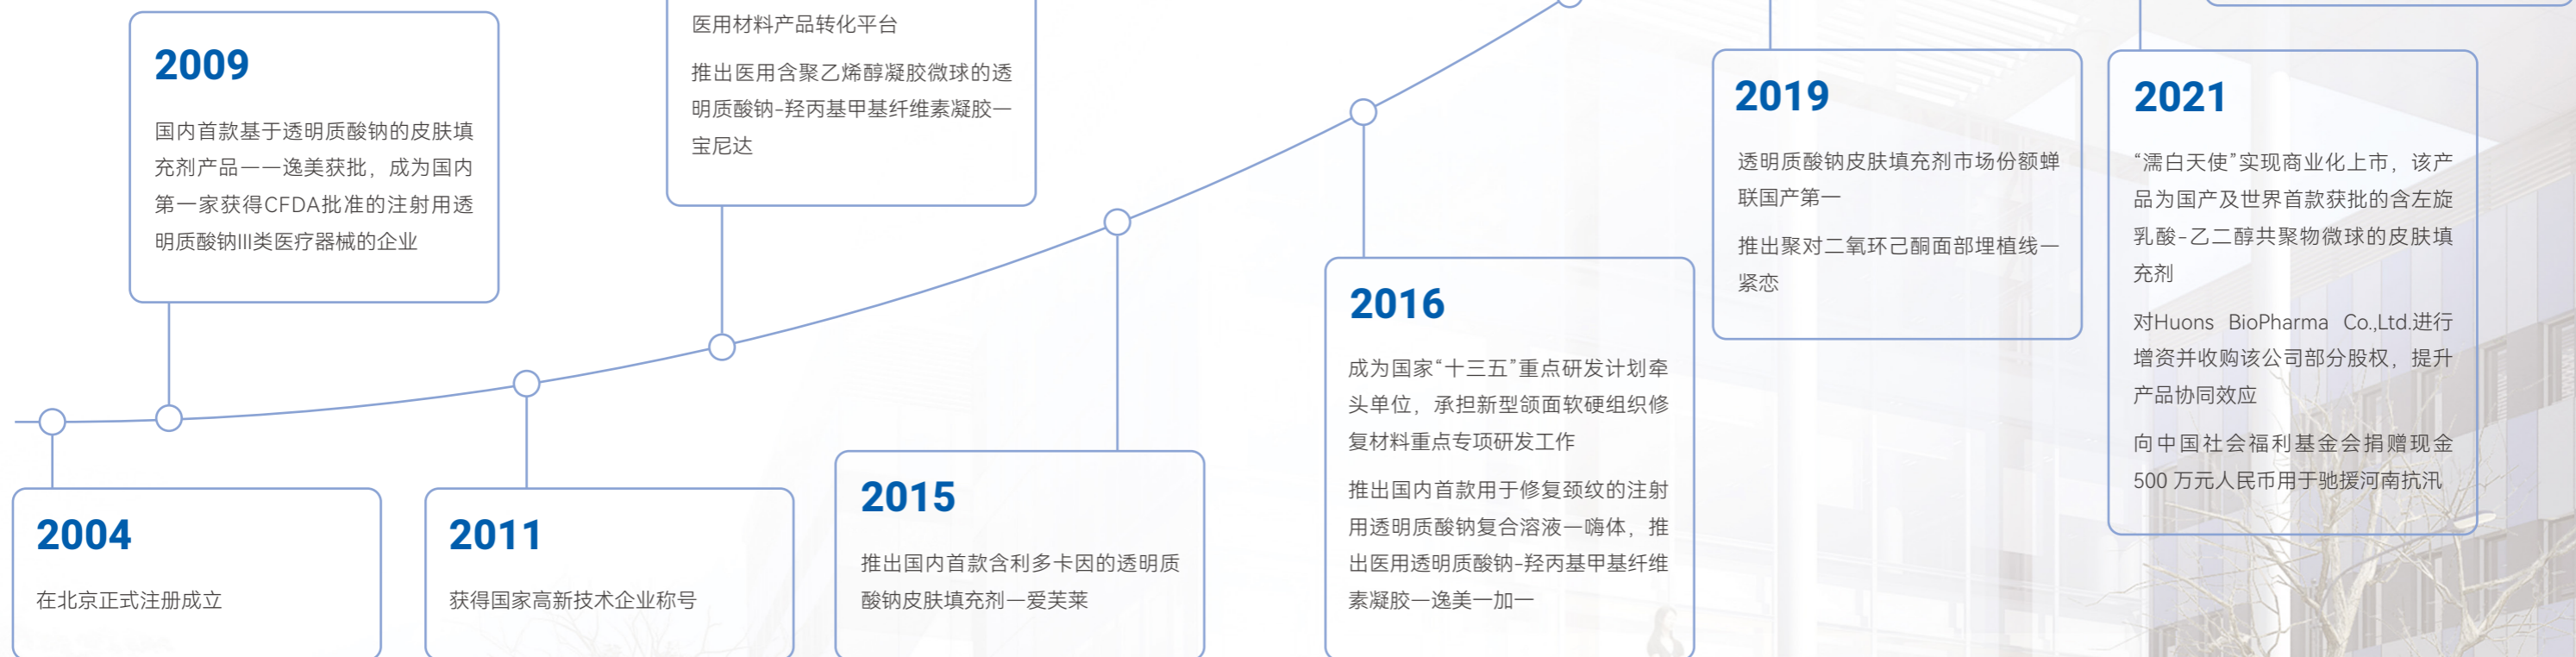 2009
国内首款基于透明质酸钠的皮肤填
充剂产品——逸美获批，成为国内
第一家获得CFDA批准的注射用透
明质酸钠III类医疗器械的企业
医用材料产品转化平台
推出医用含聚乙烯醇凝胶微球的透
明质酸钠-羟丙基甲基纤维素凝胶—
宝尼达
2004
在北京正式注册成立
2011
获得国家高新技术企业称号
2015
推出国内首款含利多卡因的透明质
酸钠皮肤填充剂—爱芙莱
2016
成为国家“十三五”重点研发计划牵
头单位，承担新型颌面软硬组织修
复材料重点专项研发工作
推出国内首款用于修复颈纹的注射
用透明质酸钠复合溶液—嗨体，推
出医用透明质酸钠-羟丙基甲基纤维
素凝胶—逸美一加一
2019
透明质酸钠皮肤填充剂市场份额蝉
联国产第一
推出聚对二氧环己酮面部埋植线—
紧恋
2021
“濡白天使”实现商业化上市，该产
品为国产及世界首款获批的含左旋
乳酸-乙二醇共聚物微球的皮肤填
充剂
对Huons BioPharma Co.,Ltd.进行
增资并收购该公司部分股权，提升
产品协同效应
向中国社会福利基金会捐赠现金
500 万元人民币用于驰援河南抗汛